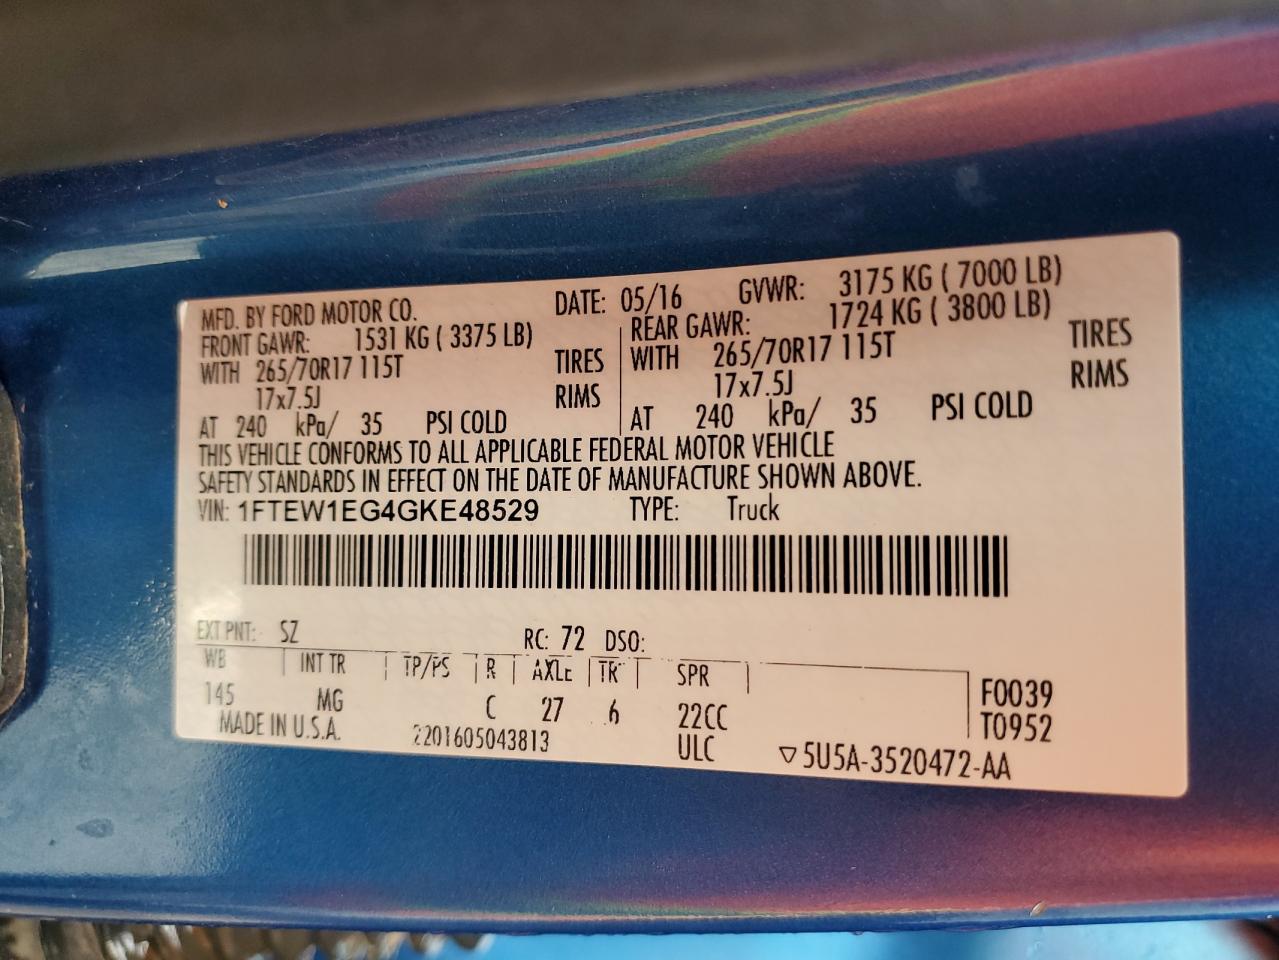 MFD. BY FORD MOTOR CO. DATE: 05/16 GVWR: 3175 KG ( 7000 LB)
FRONT GAWR: 1531 KG ( 3375 LB) REAR GAWR: 1724 KG ( 3800 LB)
WITH 265/70R17 115T TIRES WITH 265/70R17 115T TIRES
17x7.5J RIMS 17x7.5J RIMS
AT 240 kPa/ 35 PSI COLD AT 240 kPa/ 35 PSI COLD
THIS VEHICLE CONFORMS TO ALL APPLICABLE FEDERAL MOTOR VEHICLE
SAFETY STANDARDS IN EFFECT ON THE DATE OF MANUFACTURE SHOWN ABOVE.
VIN: 1FTEW1EG4GKE48529 TYPE: Truck
EXT PNT: SZ RC: 72 DSO:
WB INT TR TP/PS R AXLE TR SPR
145 MG C 27 6 22CC F0039
MADE IN U.S.A. 2201605043813 ULC T0952
▽5U5A-3520472-AA